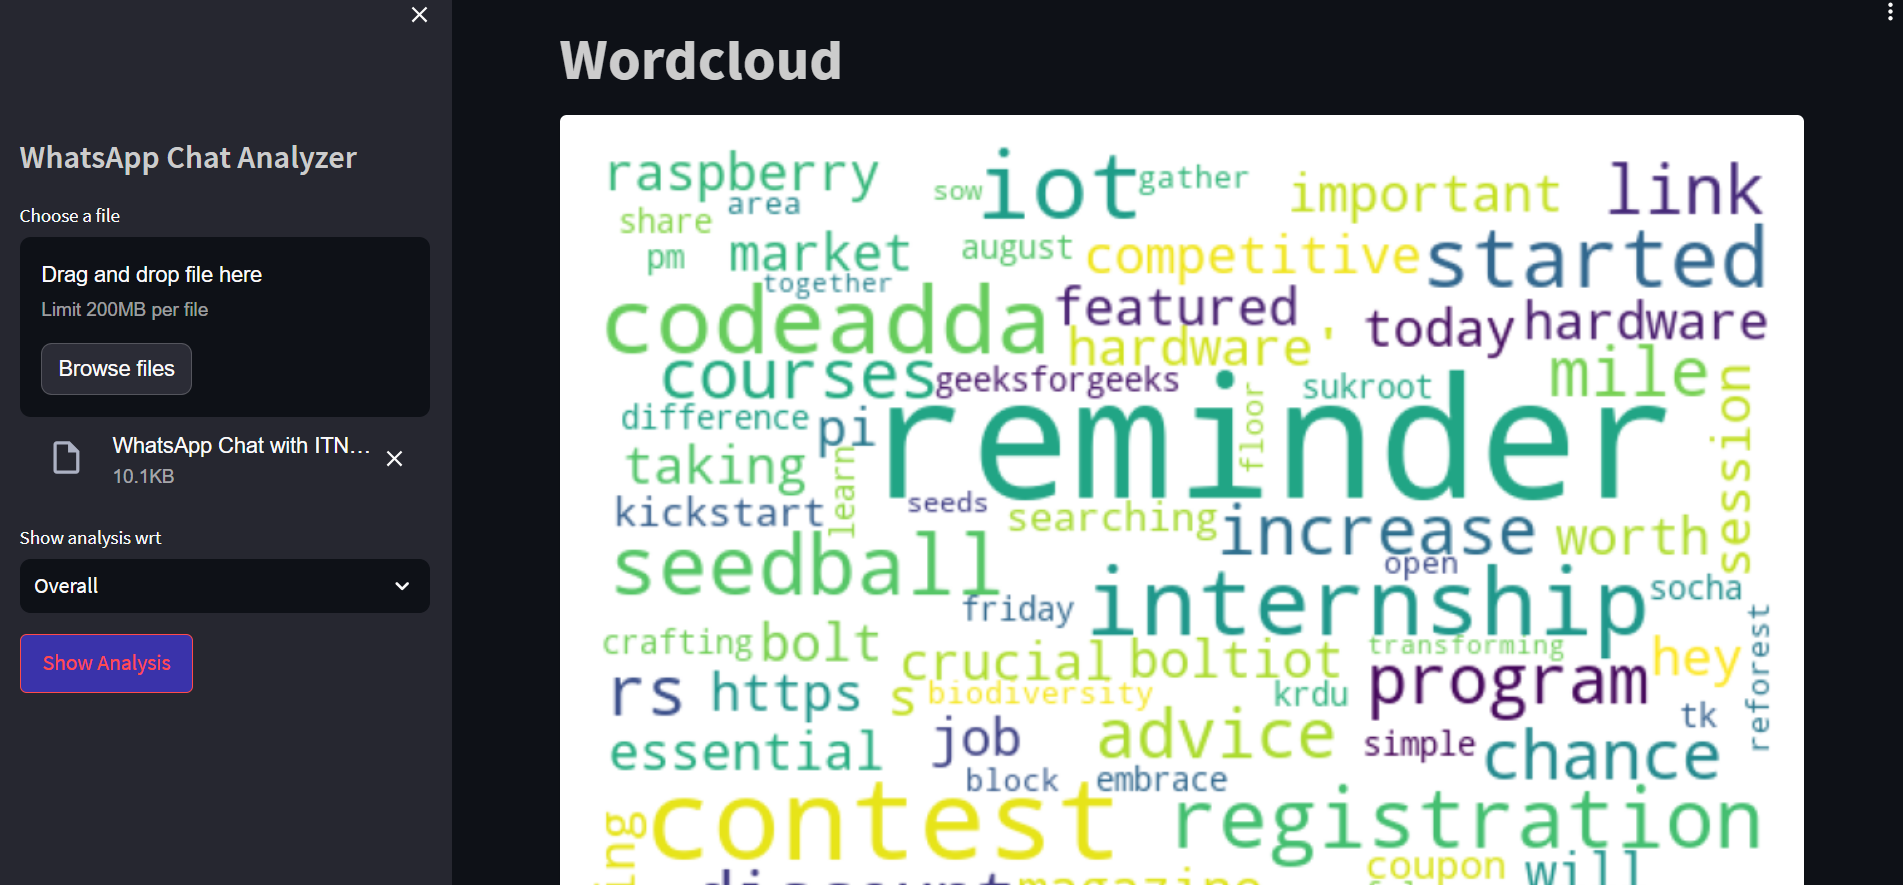 WhatsApp Chat Analyzer
Choose a file
Drag and drop file here
Limit 200MB per file
Browse files
WhatsApp Chat with ITN...
10.1KB
Show analysis wrt
Overall
Show Analysis
Wordcloud
raspberry
sow
iot
gather
important
link
share
area
pm
market
august
competitive
started
together
codeadda
featured
today
hardware
hardware '
courses
geeksforgeeks
sukroot
mile
difference
pi
reminder
floor
session
taking
learn
kickstart
seeds
searching
increase
worth
seedball
open
friday
internship
socha
crafting
bolt
crucial
boltiot
transforming
hey
reforest
rs
https
s
biodiversity
krdu
program
tk
essential
job
advice
simple
chance
block
embrace
contest
registration
coupon
will
discount
magazine